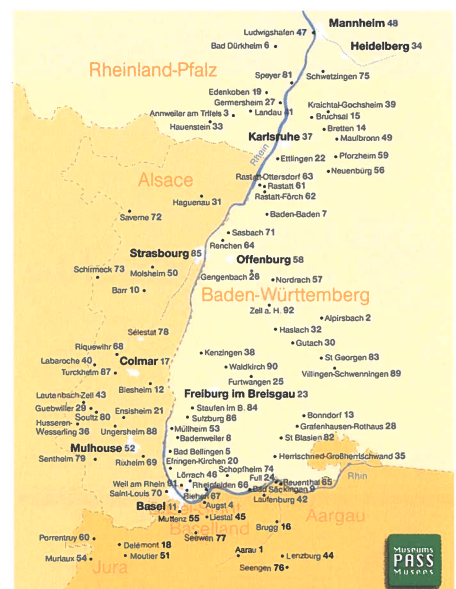 Mannheim 48
Ludwigshafen 47
Bad Dürkheim 6
Heidelberg 34
Rheinland-Pfalz
Speyer 81
Schwetzingen 75
Edenkoben 19
Germersheim 27
Kraichtal-Gochsheim 39
Annweiler am Trifels 3
Landau 41
Bruchsal 15
Hauenstein 33
Bretten 14
Karlsruhe 37
Maulbronn 49
Rhein
Ettlingen 22
Pforzheim 59
Neuenbürg 56
Alsace
Rastatt-Ottersdorf 63
Rastatt 61
Rastatt-Förch 62
Haguenau 31
Saverne 72
Baden-Baden 7
Sasbach 71
Renchen 64
Strasbourg 85
Offenburg 58
Schirmeck 73
Molsheim 50
Gengenbach 26
Nordrach 57
Barr 10
Baden-Württemberg
Zell a. H. 92
Alpirsbach 2
Sélestat 78
Haslach 32
Gutach 30
Riquewihr 68
Kenzingen 38
St Georgen 83
Labaroche 40
Colmar 17
Waldkirch 90
Villingen-Schwenningen 89
Turckheim 87
Furtwangen 25
Biesheim 12
Freiburg im Breisgau 23
Lautenbach-Zell 43
Guebwiller 29
Ensisheim 21
Staufen im B. 84
Bonndorf 13
Soultz 80
Sulzburg 86
Grafenhausen-Rothaus 28
Husseren-
Wesserling 36
Ungersheim 88
Müllheim 53
Badenweiler 8
St Blasien 82
Mulhouse 52
Bad Bellingen 5
Sentheim 79
Rixheim 69
Efringen-Kirchen 20
Herrischried-Großherrischwand 35
Lörrach 46
Schopfheim 74
Rhin
Weil am Rhein 91
Rheinfelden 66
Full 24
Reuenthal 65
Saint-Louis 70
Riehen 67
Bad Säckingen 9
Basel 11
Augst 4
Laufenburg 42
Muttenz 55
Liestal 45
Baselland
Aargau
Brugg 16
Porrentruy 60
Seewen 77
Delémont 18
Muriaux 54
Moutier 51
Aarau 1
Lenzburg 44
Jura
Seengen 76
Museums
PASS
Musées